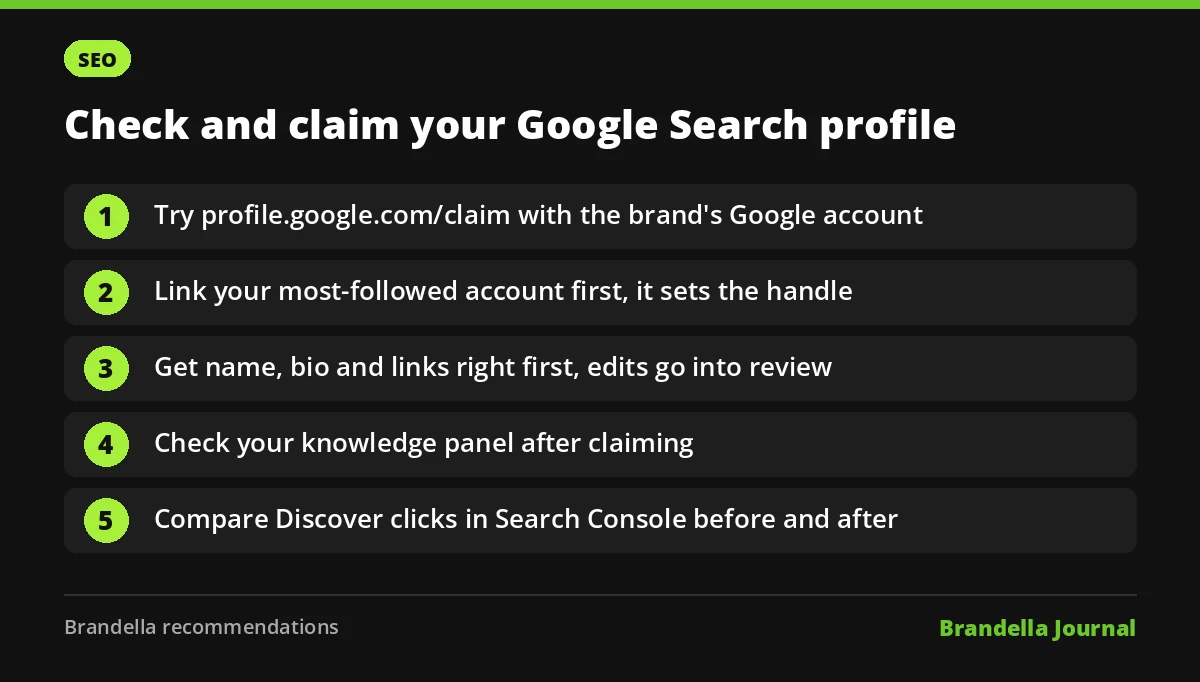 SEO
Check and claim your Google Search profile
1 Try profile.google.com/claim with the brand's Google account
2 Link your most-followed account first, it sets the handle
3 Get name, bio and links right first, edits go into review
4 Check your knowledge panel after claiming
5 Compare Discover clicks in Search Console before and after
Brandella recommendations
Brandella Journal